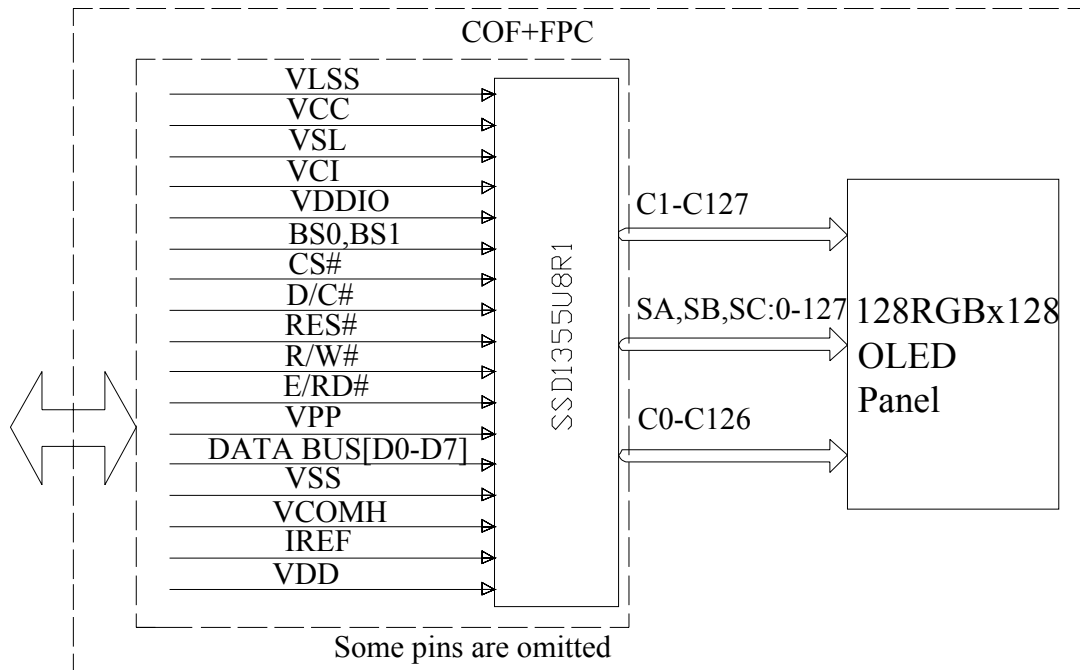 COF+FPC
VLSS
VCC
VSL
VCI
VDDIO
BS0,BS1
CS#
D/C#
RES#
R/W#
E/RD#
VPP
DATA BUS[D0-D7]
VSS
VCOMH
IREF
VDD
SSD1355U8R1
C1-C127
SA,SB,SC:0-127
C0-C126
128RGBx128
OLED
Panel
Some pins are omitted